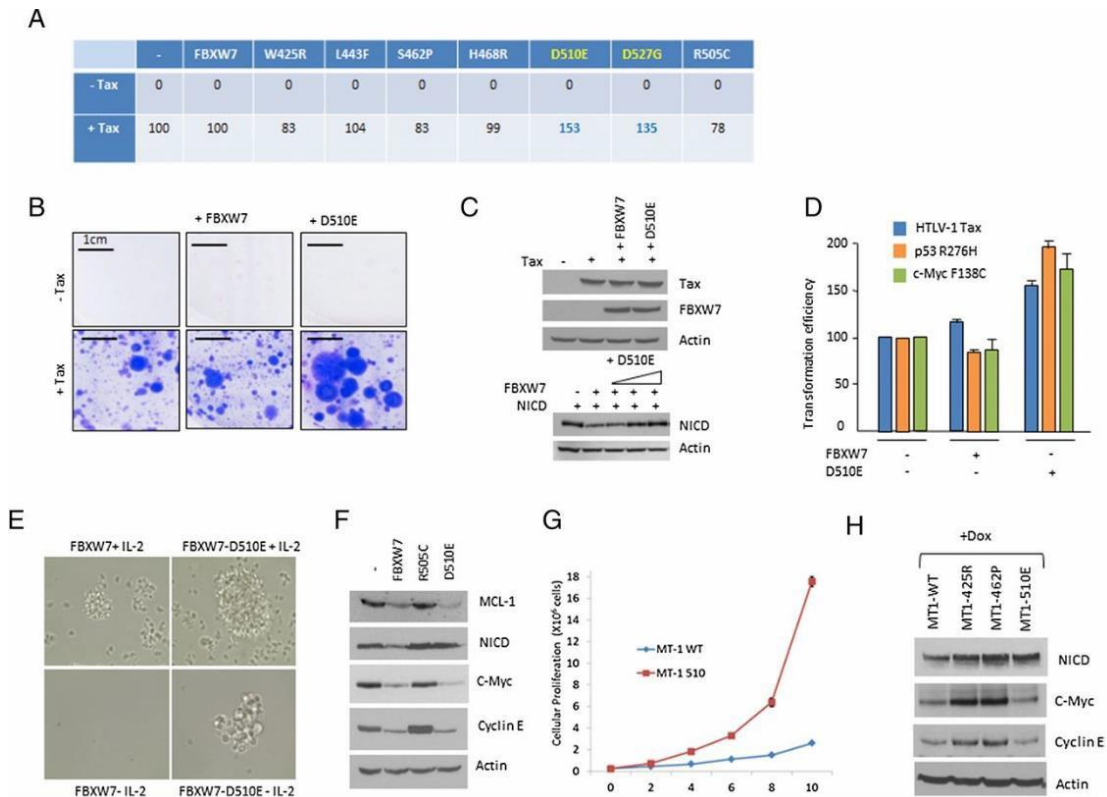 A
- FBXW7 W425R L443F S462P H468R D510E D527G R505C
- Tax 0 0 0 0 0 0 0 0 0
+ Tax 100 100 83 104 83 99 153 135 78
B
+ FBXW7 + D510E
1cm
- Tax
+ Tax
C
+ FBXW7
+ D510E
Tax - + + +
Tax
FBXW7
Actin
+ D510E
FBXW7 - + + + +
NICD + + + + +
NICD
Actin
D
HTLV-1 Tax
p53 R276H
c-Myc F138C
Transformation efficiency
200
150
100
50
0
FBXW7 - + -
D510E - - +
E
FBXW7+ IL-2 FBXW7-D510E + IL-2
FBXW7- IL-2 FBXW7-D510E - IL-2
F
- FBXW7 R505C D510E
MCL-1
NICD
C-Myc
Cyclin E
Actin
G
Cellular Proliferation (X10⁶ cells)
18
16
14
12
10
8
6
4
2
0
MT-1 WT
MT-1 510
0 2 4 6 8 10
H
+Dox
MT1-WT MT1-425R MT1-462P MT1-510E
NICD
C-Myc
Cyclin E
Actin